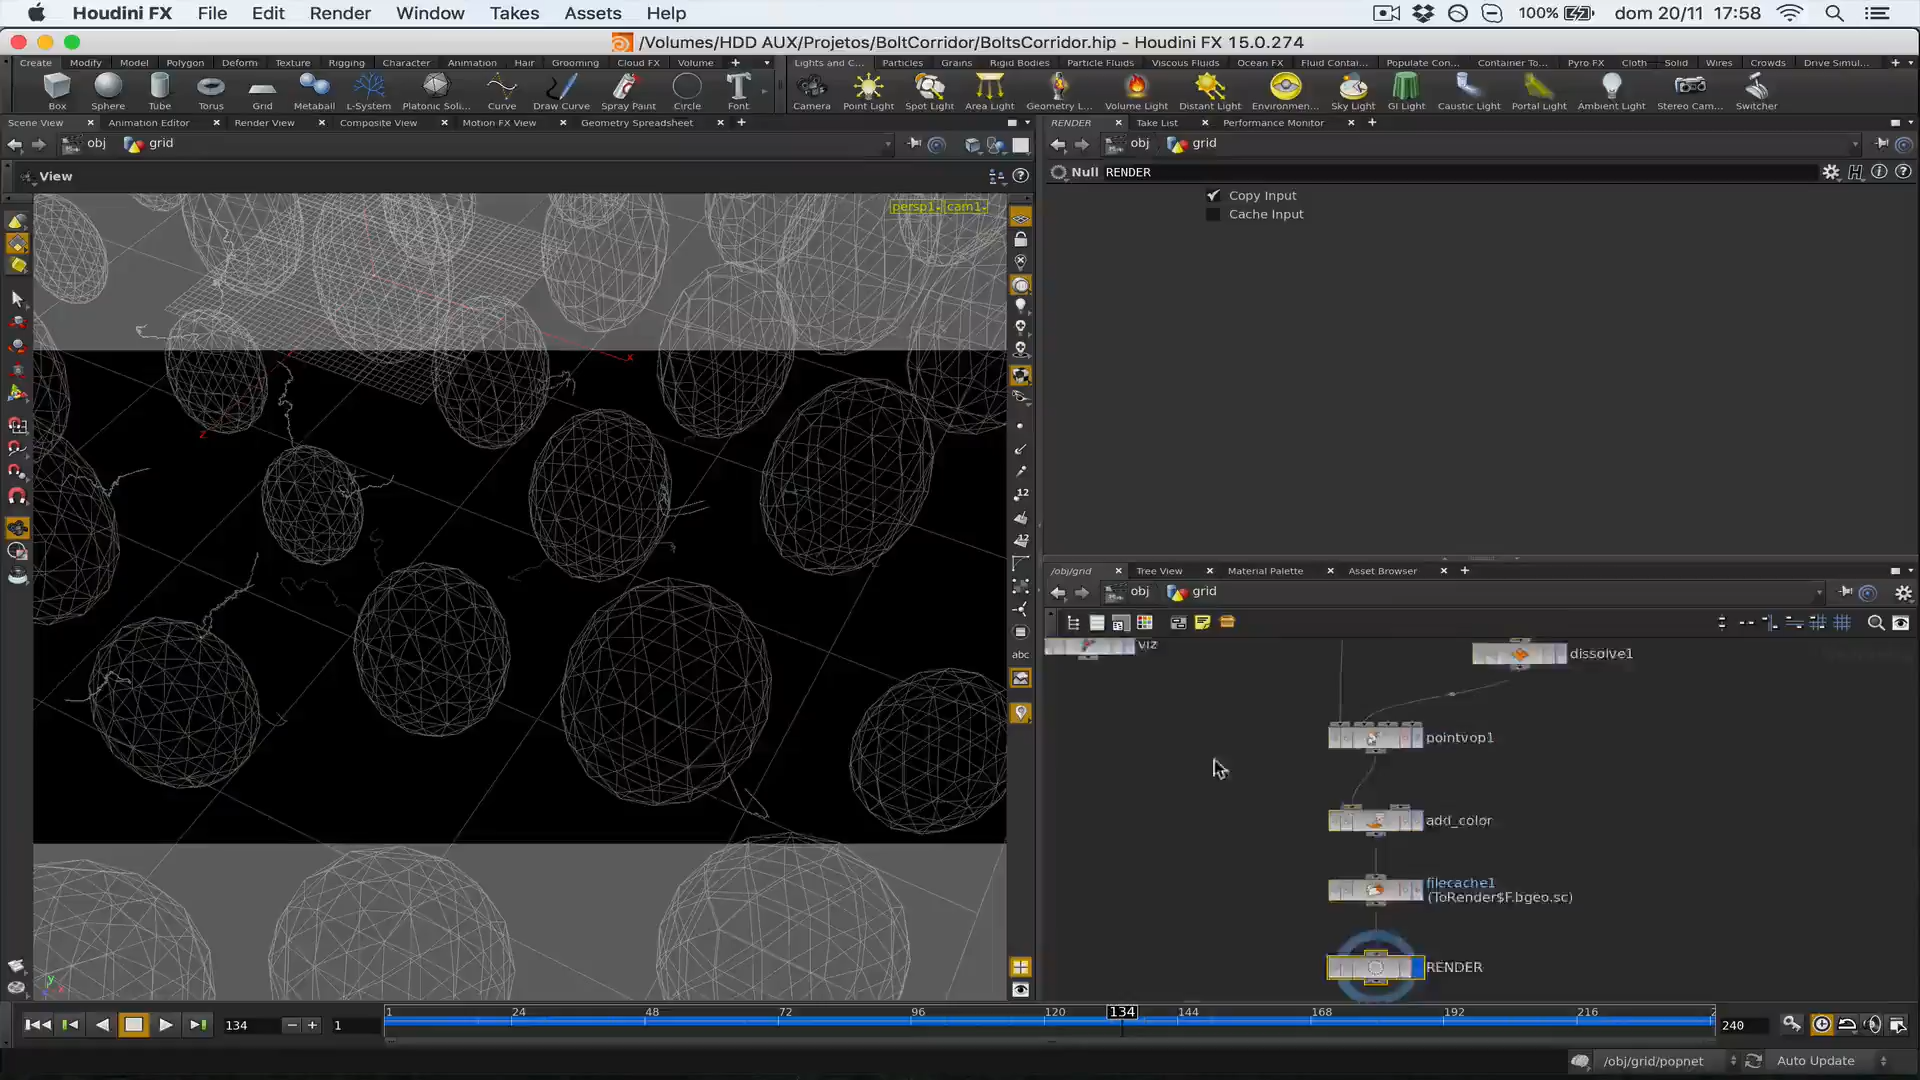 Houdini FX File Edit Render Window Takes Assets Help 100% dom 20/11 17:58
/Volumes/HDD AUX/Projetos/BoltCorridor/BoltsCorridor.hip - Houdini FX 15.0.274
Create Modify Model Polygon Deform Texture Rigging Character Animation Hair Grooming Cloud FX Volume
Lights and C... Particles Grains Rigid Bodies Particle Fluids Viscous Fluids Ocean FX Fluid Contai... Populate Con... Container To... Pyro FX Cloth Solid Wires Crowds Drive Simul...
Box Sphere Tube Torus Grid Metaball L-System Platonic Soli... Curve Draw Curve Spray Paint Circle Font
Camera Point Light Spot Light Area Light Geometry L... Volume Light Distant Light Environmen... Sky Light GI Light Caustic Light Portal Light Ambient Light Stereo Cam... Switcher
Scene View Animation Editor Render View Composite View Motion FX View Geometry Spreadsheet
RENDER Take List Performance Monitor
obj grid
obj grid
View
Null RENDER
Copy Input
Cache Input
persp1 cam1
x
z
12
12
abc
y
x
/obj/grid Tree View Material Palette Asset Browser
obj grid
viz
dissolve1
pointvop1
add_color
filecache1
(ToRender$F.bgeo.sc)
RENDER
1 24 48 72 96 120 134 144 168 192 216 2
134 1 240
/obj/grid/popnet Auto Update